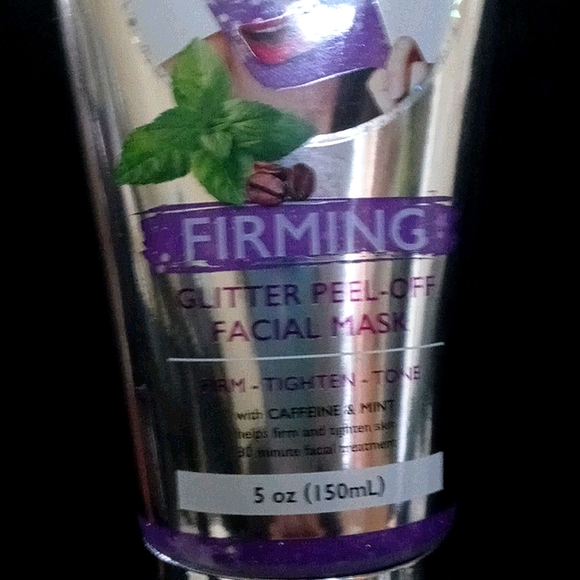 FIRMING
GLITTER PEEL-OFF
FACIAL MASK
FIRM - TIGHTEN - TONE
with CAFFEINE & MINT
helps firm and tighten skin
30 minute facial treatment
5 oz (150mL)